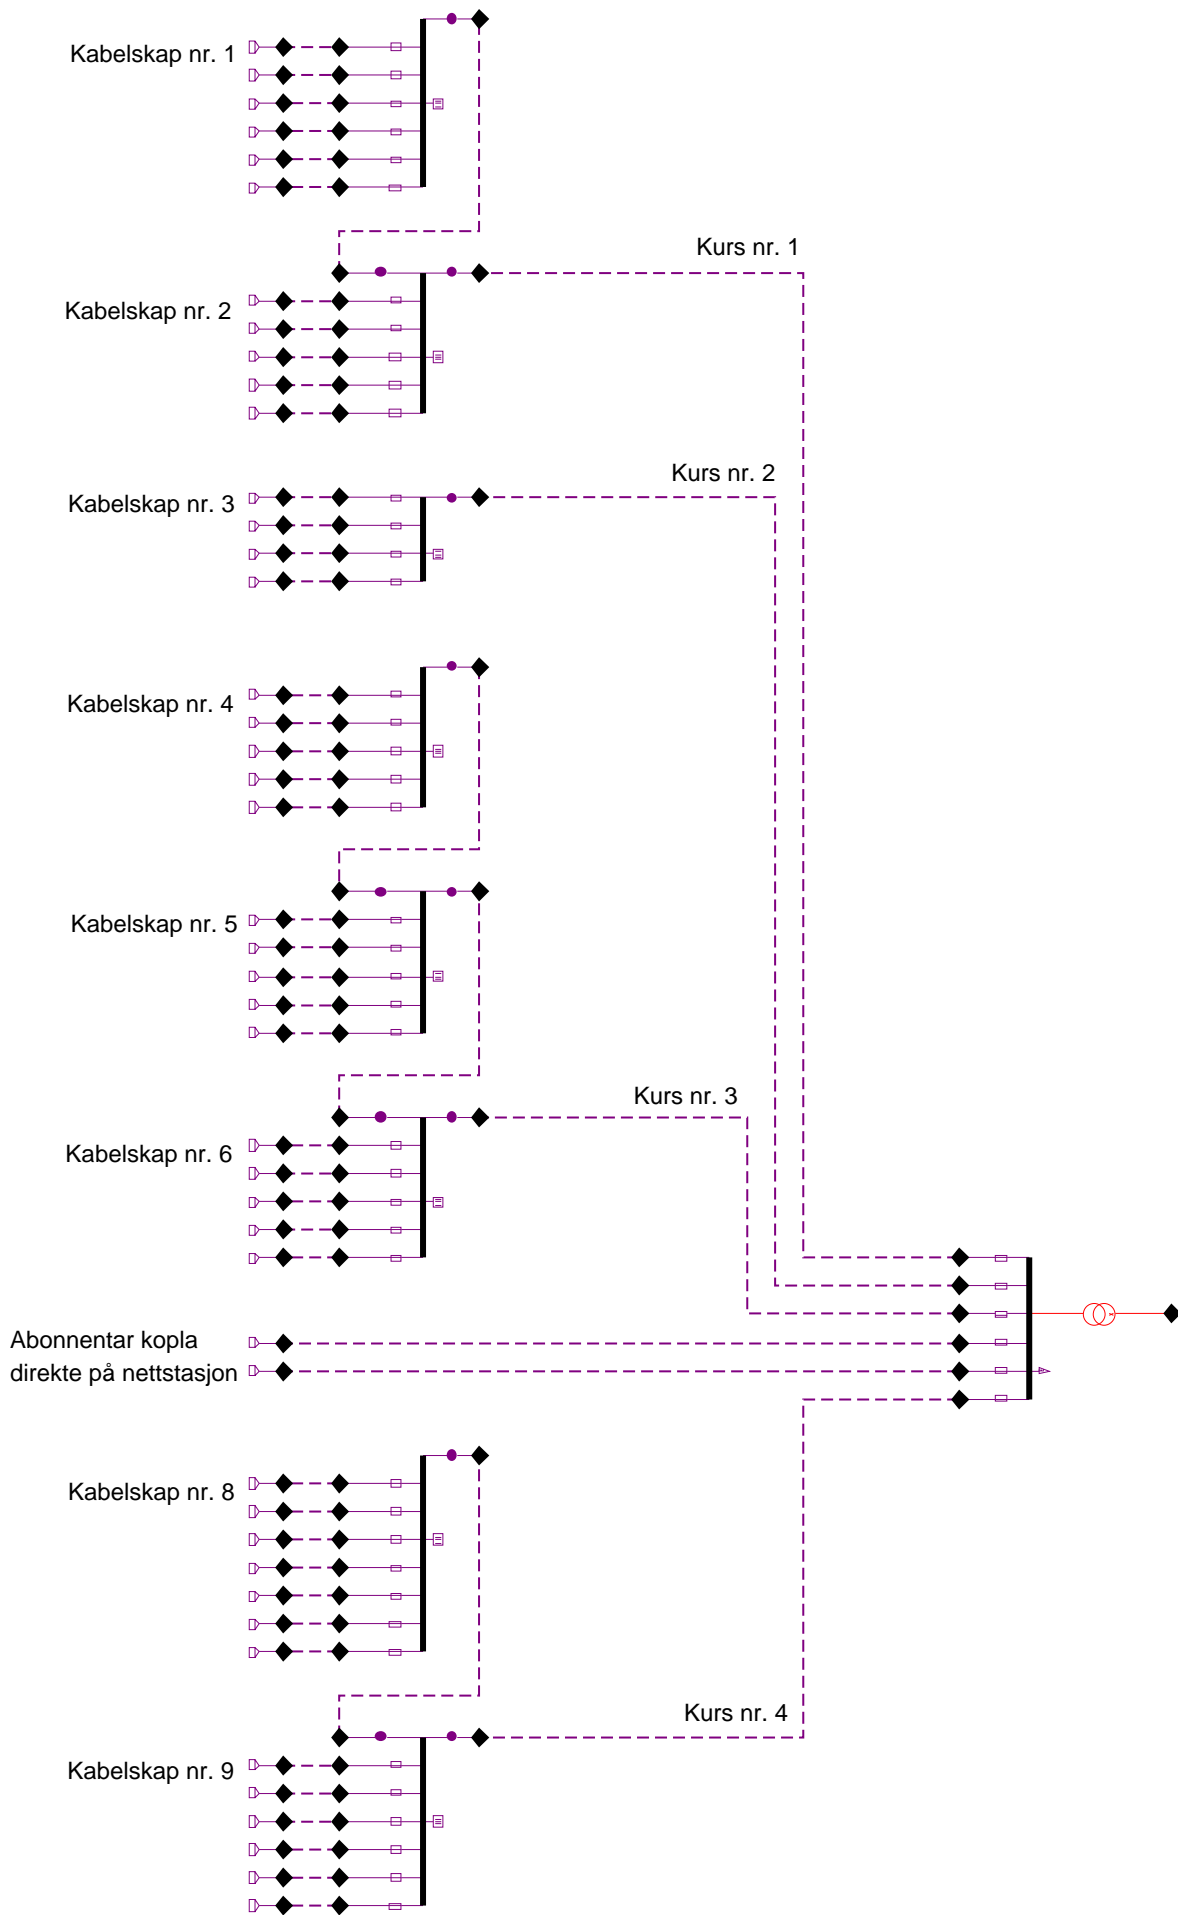 Kabelskap nr. 1
Kurs nr. 1
Kabelskap nr. 2
Kurs nr. 2
Kabelskap nr. 3
Kabelskap nr. 4
Kabelskap nr. 5
Kurs nr. 3
Kabelskap nr. 6
Abonnentar kopla
direkte på nettstasjon
Kabelskap nr. 8
Kurs nr. 4
Kabelskap nr. 9